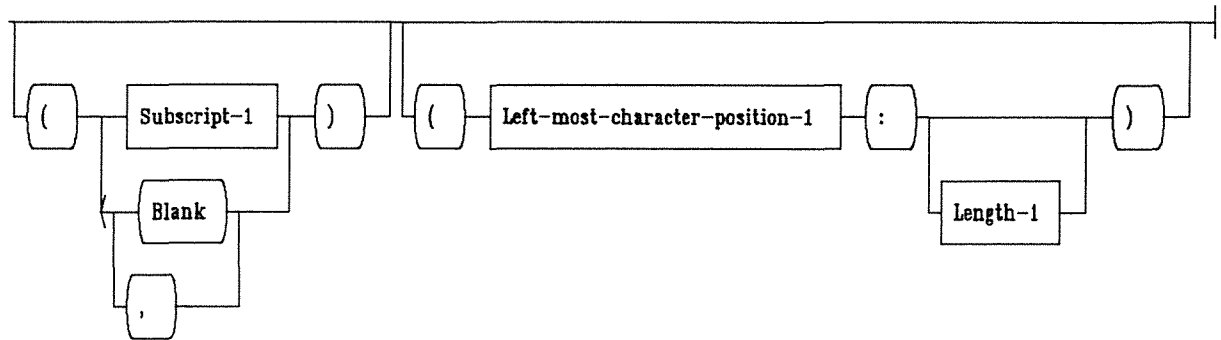 ( Subscript-1 ) ( Left-most-character-position-1 : )
Blank Length-1
,